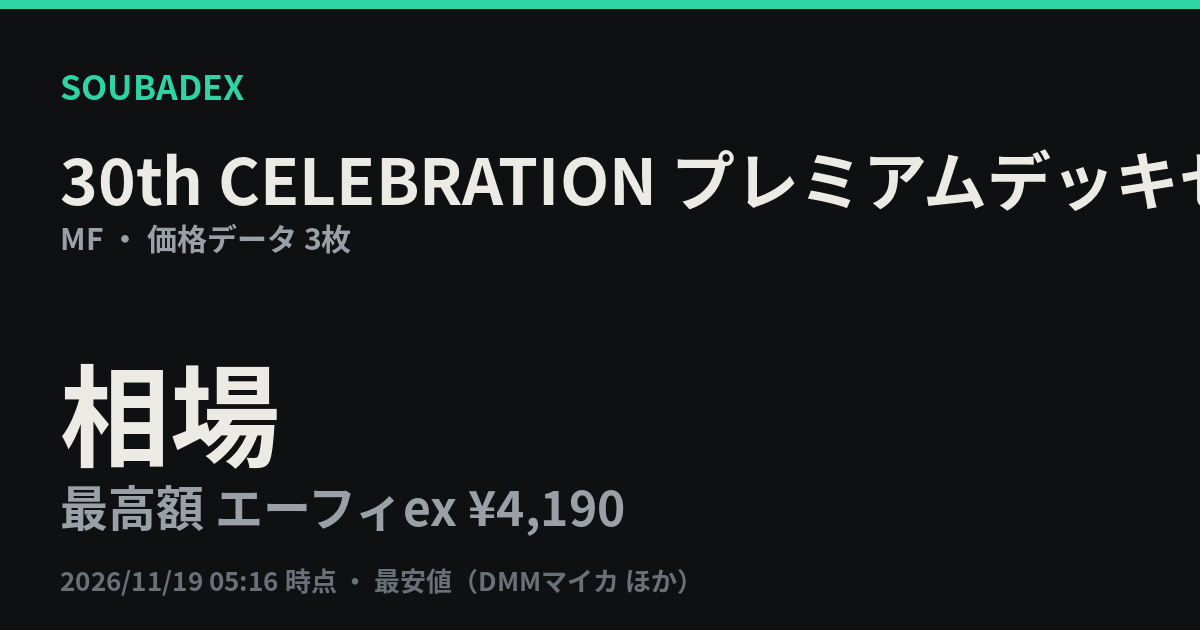 SOUBADEX
30th CELEBRATION プレミアムデッキセ
MF ・ 価格データ 3枚
相場
最高額 エーフィex ¥4,190
2026/11/19 05:16 時点 ・ 最安値（DMMマイカ ほか）